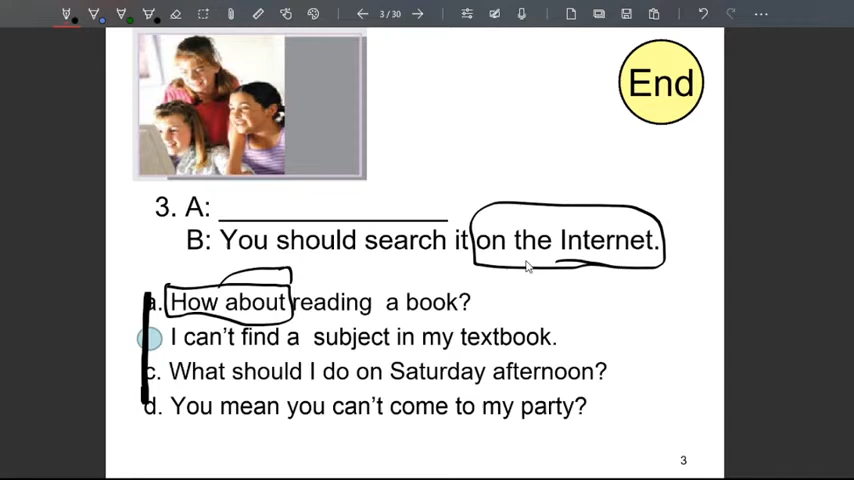 3 / 30
End
3. A: ________________
B: You should search it on the Internet.
a. How about reading a book?
I can't find a subject in my textbook.
c. What should I do on Saturday afternoon?
d. You mean you can't come to my party?
3